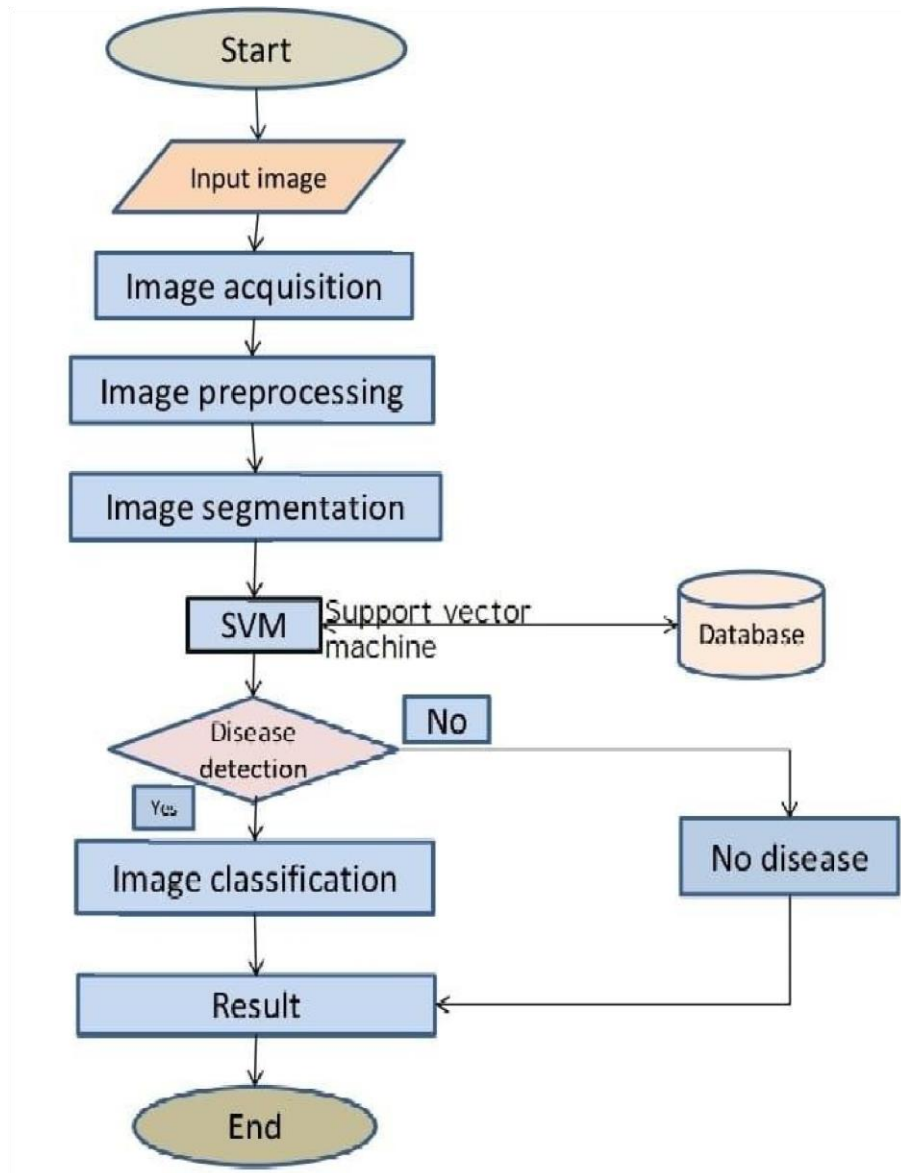 Start
Input image
Image acquisition
Image preprocessing
Image segmentation
SVM
Support vector
machine
Database
Disease
detection
No
Yes
Image classification
No disease
Result
End